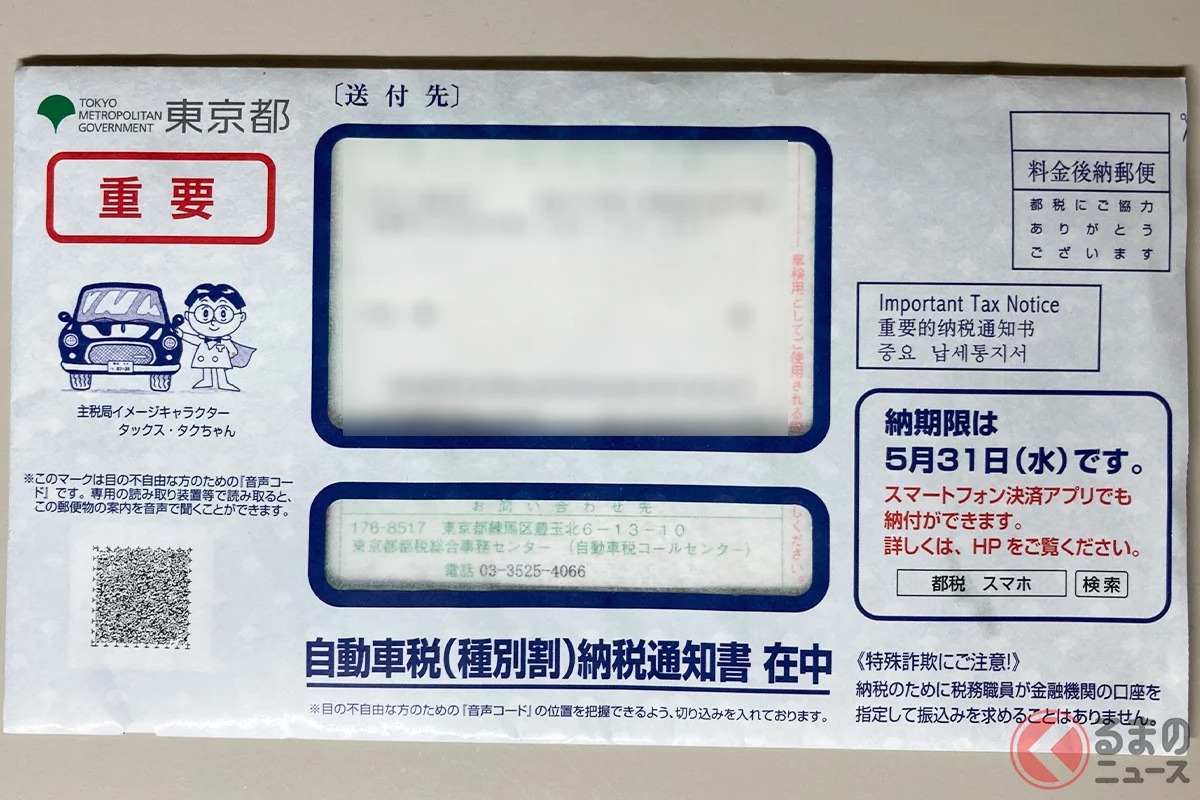 TOKYO
METROPOLITAN
GOVERNMENT
東京都
重要
主税局イメージキャラクター
タックス・タクちゃん
※このマークは目の不自由な方のための『音声コー
ド』です。専用の読み取り装置等で読み取ると、
この郵便物の案内を音声で聞くことができます。
〔送付先〕
車検用としてご使用される
お問い合わせ先
176-8517 東京都練馬区豊玉北6-13-10
東京都都税総合事務センター (自動車税コールセンター)
電話 03-3525-4066
ください。
自動車税(種別割)納税通知書 在中
※目の不自由な方のための『音声コード』の位置を把握できるよう、切り込みを入れております。
料金後納郵便
都税にご協力
ありがとう
ございます
Important Tax Notice
重要的纳税通知书
중요 납세통지서
納期限は
5月31日(水)です。
スマートフォン決済アプリでも
納付ができます。
詳しくは、HPをご覧ください。
都税 スマホ 検索
《特殊詐欺にご注意!》
納税のために税務職員が金融機関の口座を
指定して振込みを求めることはありません。
くるまの
ニュース